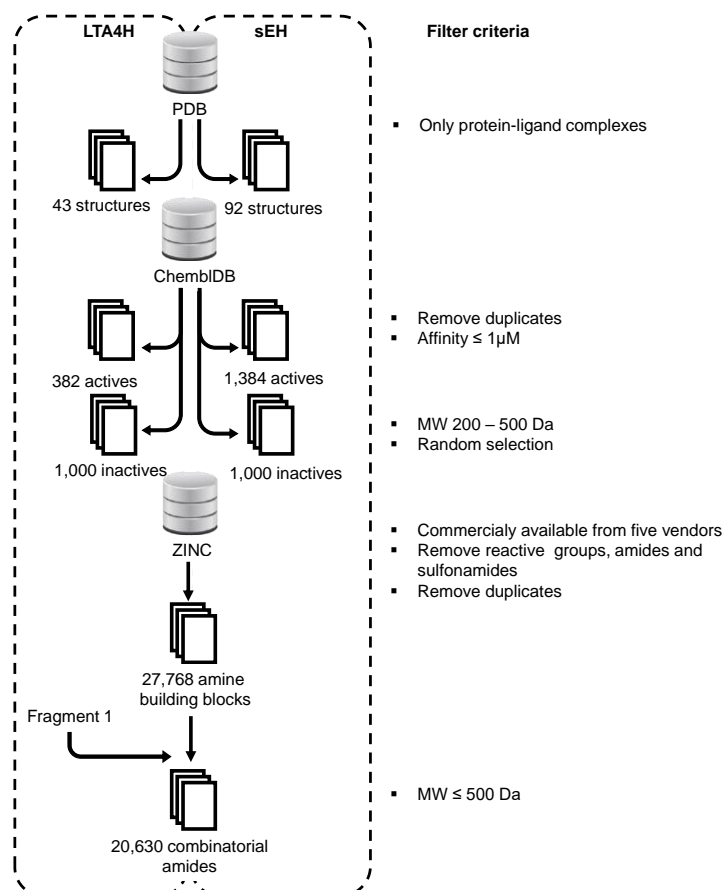 LTA4H
sEH
Filter criteria
PDB
▪ Only protein-ligand complexes
43 structures
92 structures
ChemblDB
▪ Remove duplicates
▪ Affinity ≤ 1µM
382 actives
1,384 actives
▪ MW 200 – 500 Da
▪ Random selection
1,000 inactives
1,000 inactives
ZINC
▪ Commercialy available from five vendors
▪ Remove reactive groups, amides and
sulfonamides
▪ Remove duplicates
27,768 amine
building blocks
Fragment 1
▪ MW ≤ 500 Da
20,630 combinatorial
amides